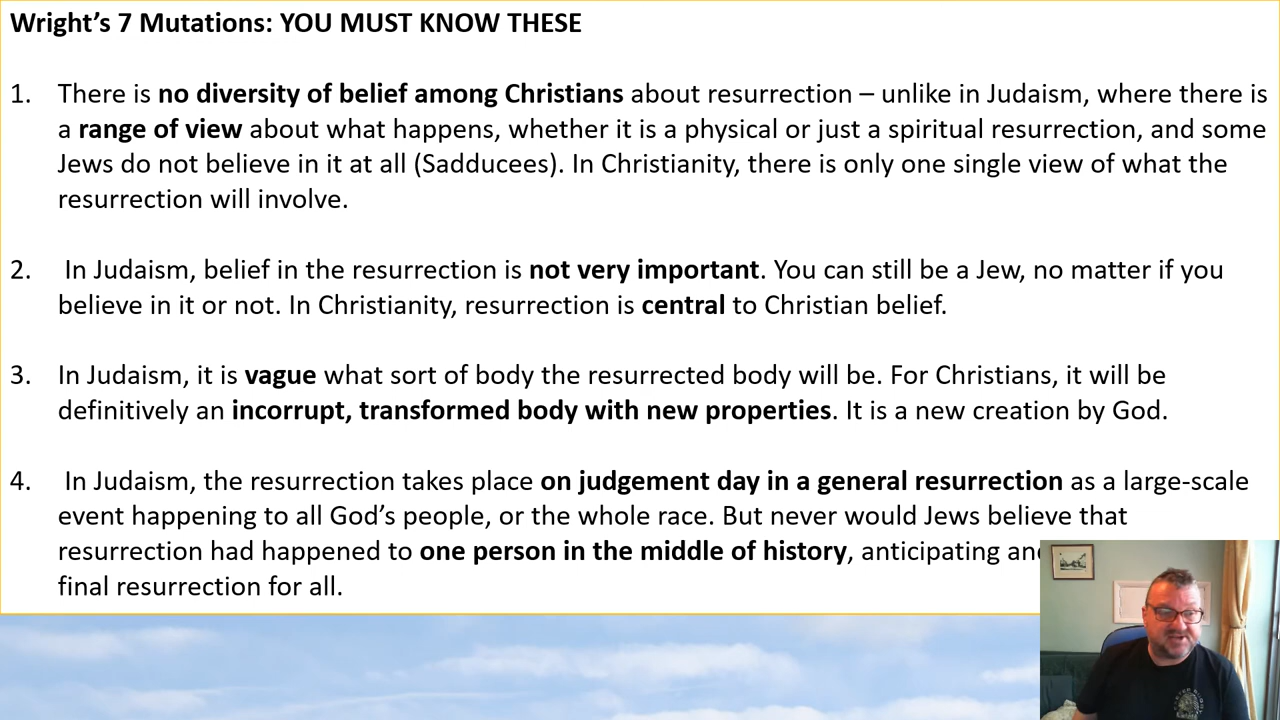 Wright’s 7 Mutations: YOU MUST KNOW THESE
1. There is no diversity of belief among Christians about resurrection – unlike in Judaism, where there is
a range of view about what happens, whether it is a physical or just a spiritual resurrection, and some
Jews do not believe in it at all (Sadducees). In Christianity, there is only one single view of what the
resurrection will involve.
2. In Judaism, belief in the resurrection is not very important. You can still be a Jew, no matter if you
believe in it or not. In Christianity, resurrection is central to Christian belief.
3. In Judaism, it is vague what sort of body the resurrected body will be. For Christians, it will be
definitively an incorrupt, transformed body with new properties. It is a new creation by God.
4. In Judaism, the resurrection takes place on judgement day in a general resurrection as a large-scale
event happening to all God’s people, or the whole race. But never would Jews believe that
resurrection had happened to one person in the middle of history, anticipating
final resurrection for all.